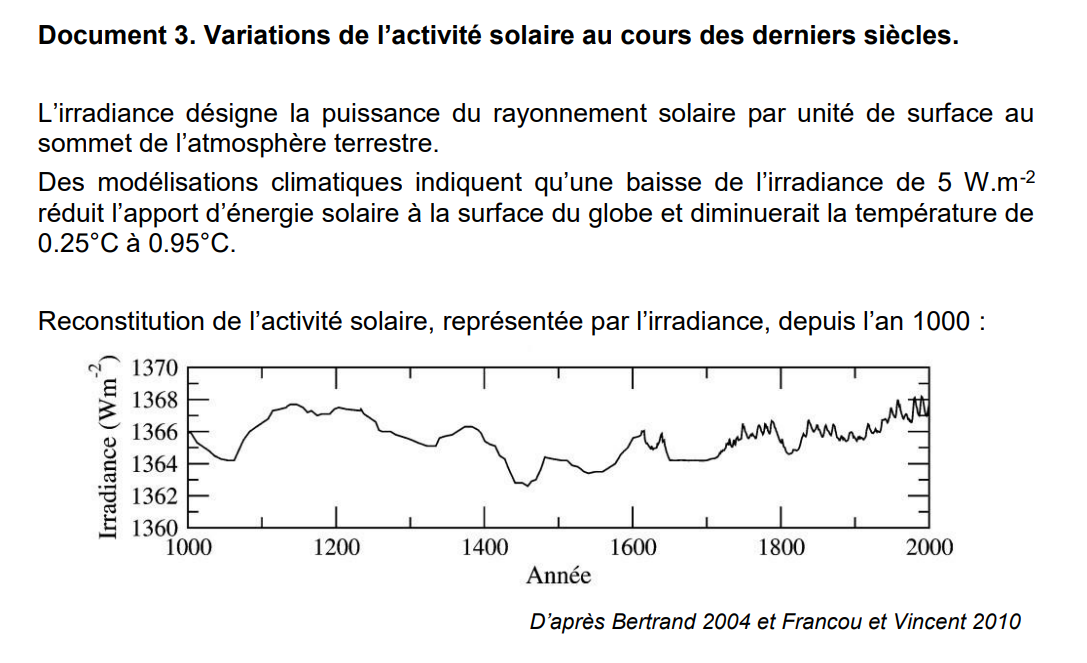 Document 3. Variations de l’activité solaire au cours des derniers siècles.
L’irradiance désigne la puissance du rayonnement solaire par unité de surface au
sommet de l’atmosphère terrestre.
Des modélisations climatiques indiquent qu’une baisse de l’irradiance de 5 W.m-2
réduit l’apport d’énergie solaire à la surface du globe et diminuerait la température de
0.25°C à 0.95°C.
Reconstitution de l’activité solaire, représentée par l’irradiance, depuis l’an 1000 :
Irradiance (Wm-2)
1370
1368
1366
1364
1362
1360
1000 1200 1400 1600 1800 2000
Année
D’après Bertrand 2004 et Francou et Vincent 2010